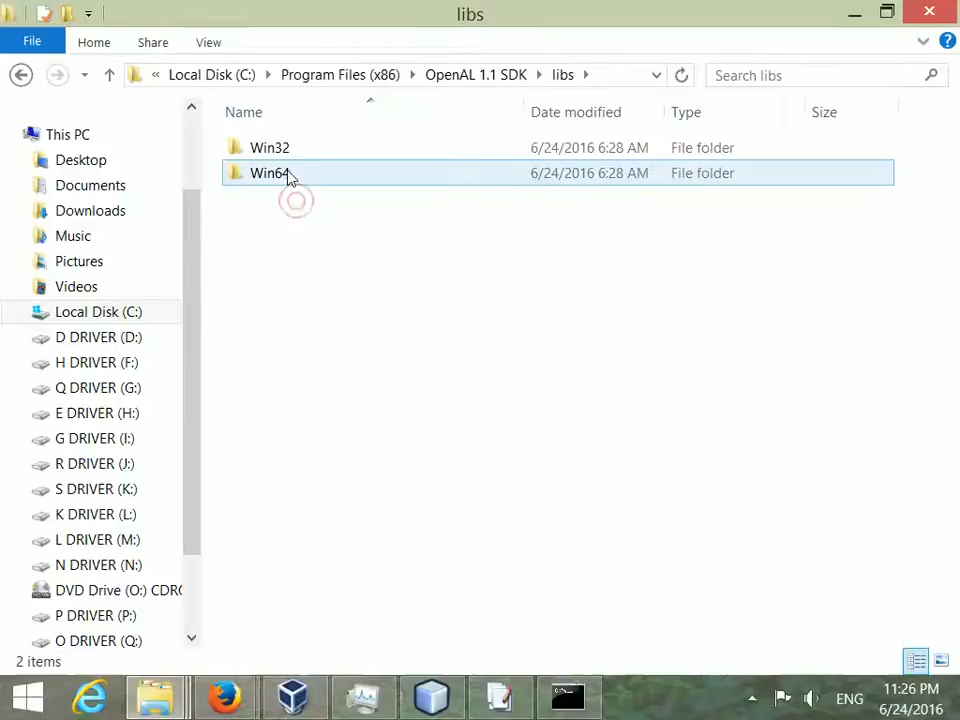 libs
File Home Share View
« Local Disk (C:) Program Files (x86) OpenAL 1.1 SDK libs Search libs
Name Date modified Type Size
This PC
Desktop
Documents
Downloads
Music
Pictures
Videos
Local Disk (C:)
D DRIVER (D:)
H DRIVER (F:)
Q DRIVER (G:)
E DRIVER (H:)
G DRIVER (I:)
R DRIVER (J:)
S DRIVER (K:)
K DRIVER (L:)
L DRIVER (M:)
N DRIVER (N:)
DVD Drive (O:) CDRO
P DRIVER (P:)
O DRIVER (Q:)
Win32 6/24/2016 6:28 AM File folder
Win64 6/24/2016 6:28 AM File folder
2 items
ENG 11:26 PM
6/24/2016